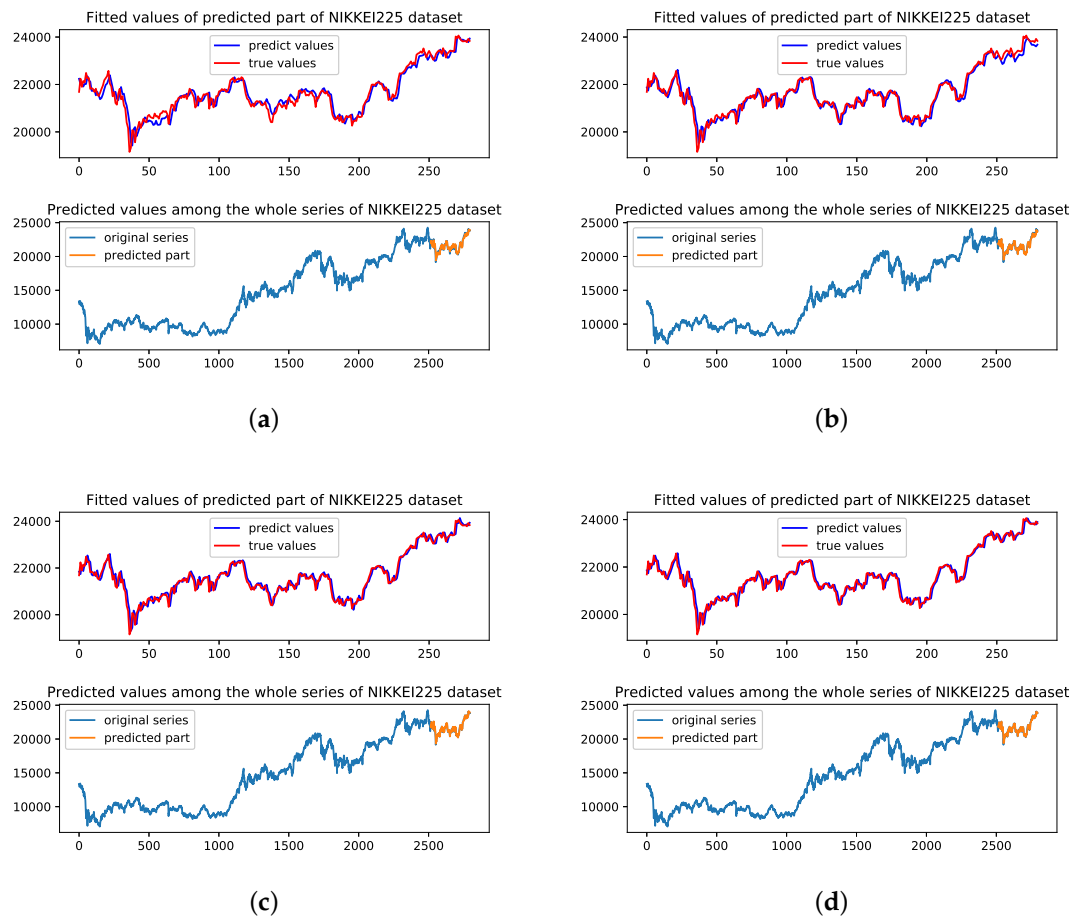 Fitted values of predicted part of NIKKEI225 dataset
24000
22000
20000
predict values
true values
0 50 100 150 200 250
Predicted values among the whole series of NIKKEI225 dataset
25000
20000
15000
10000
original series
predicted part
0 500 1000 1500 2000 2500
(a)
Fitted values of predicted part of NIKKEI225 dataset
24000
22000
20000
predict values
true values
0 50 100 150 200 250
Predicted values among the whole series of NIKKEI225 dataset
25000
20000
15000
10000
original series
predicted part
0 500 1000 1500 2000 2500
(b)
Fitted values of predicted part of NIKKEI225 dataset
24000
22000
20000
predict values
true values
0 50 100 150 200 250
Predicted values among the whole series of NIKKEI225 dataset
25000
20000
15000
10000
original series
predicted part
0 500 1000 1500 2000 2500
(c)
Fitted values of predicted part of NIKKEI225 dataset
24000
22000
20000
predict values
true values
0 50 100 150 200 250
Predicted values among the whole series of NIKKEI225 dataset
25000
20000
15000
10000
original series
predicted part
0 500 1000 1500 2000 2500
(d)